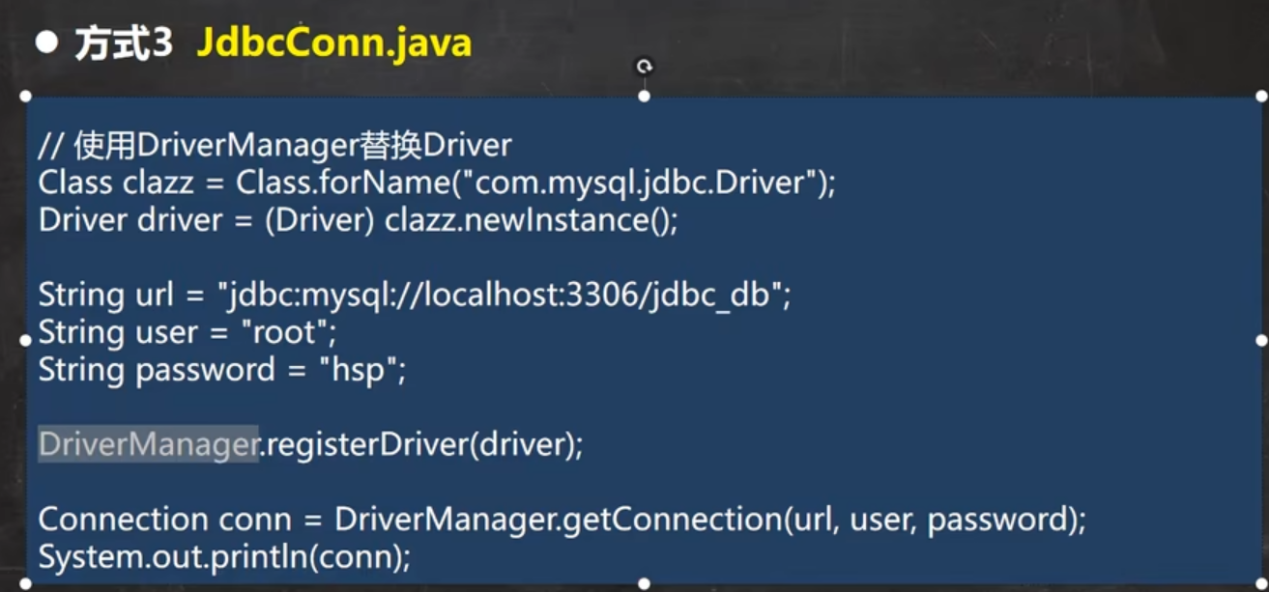 ● 方式3 JdbcConn.java
// 使用DriverManager替换Driver
Class clazz = Class.forName("com.mysql.jdbc.Driver");
Driver driver = (Driver) clazz.newInstance();
String url = "jdbc:mysql://localhost:3306/jdbc_db";
String user = "root";
String password = "hsp";
DriverManager.registerDriver(driver);
Connection conn = DriverManager.getConnection(url, user, password);
System.out.println(conn);